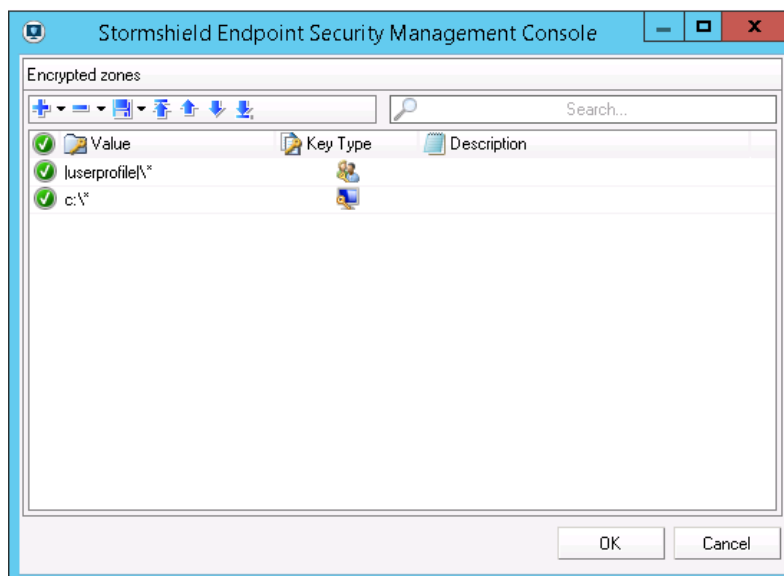 Stormshield Endpoint Security Management Console
Encrypted zones
Search...
Value Key Type Description
|userprofile|\*
c:\*
OK Cancel